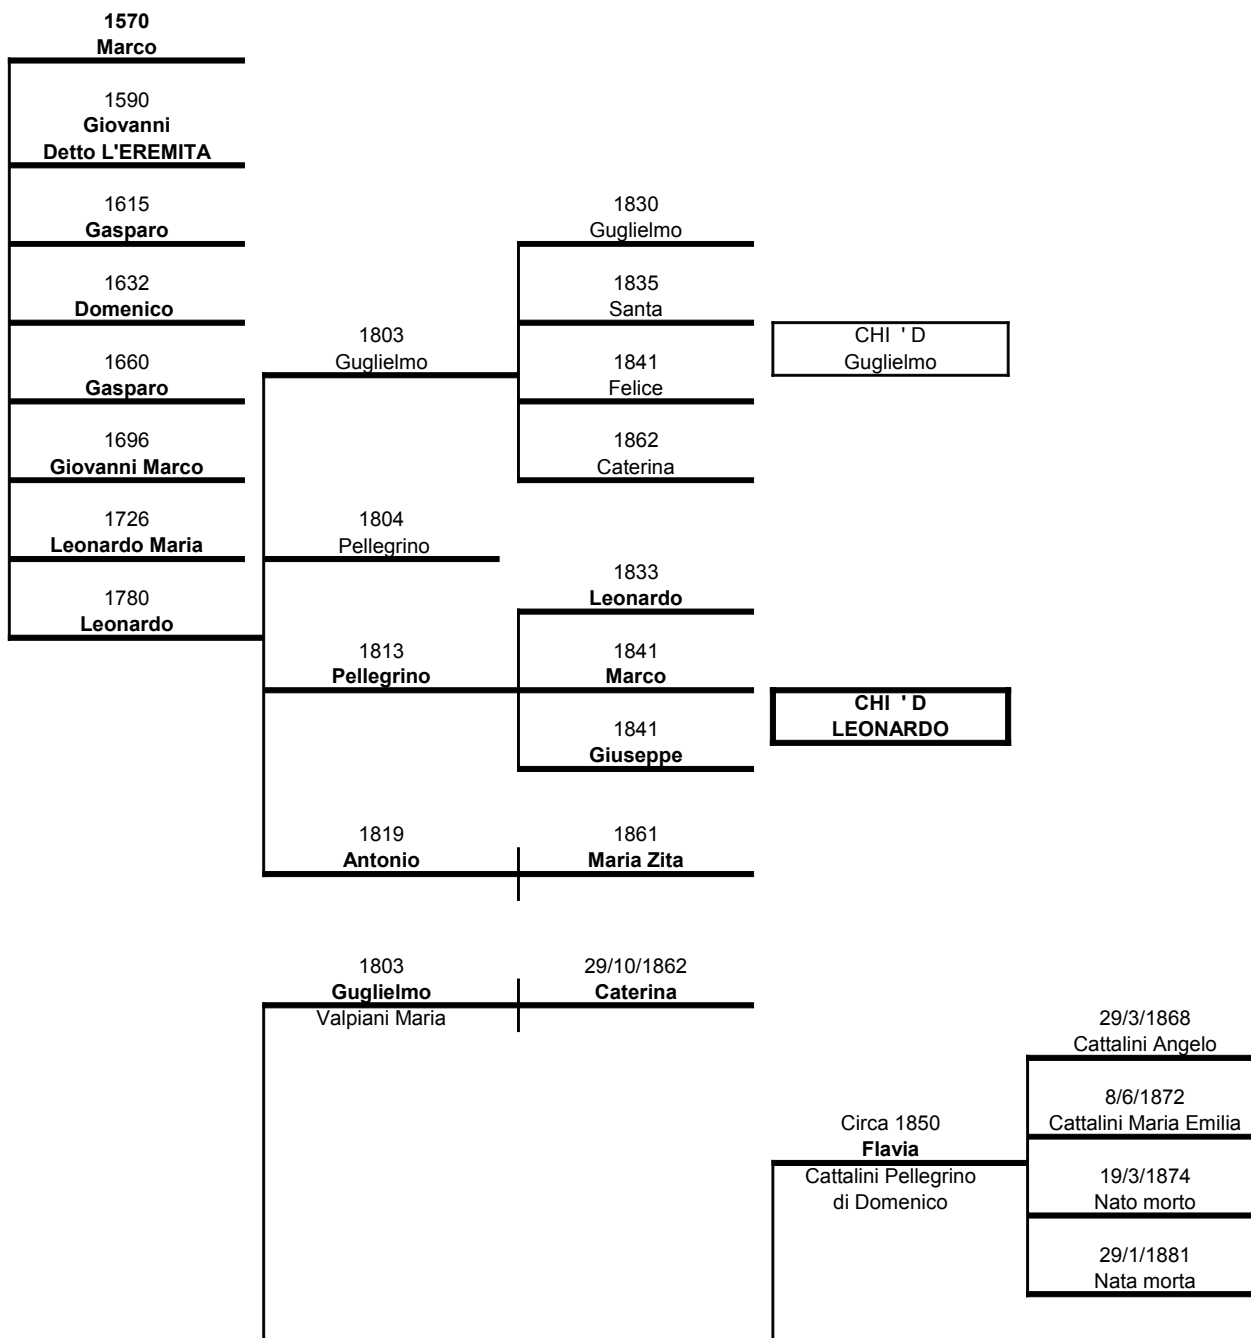 1570
Marco
1590
Giovanni
Detto L'EREMITA
1615
Gasparo
1632
Domenico
1660
Gasparo
1696
Giovanni Marco
1726
Leonardo Maria
1780
Leonardo
1803
Guglielmo
1804
Pellegrino
1813
Pellegrino
1819
Antonio
1830
Guglielmo
1835
Santa
1841
Felice
1862
Caterina
1833
Leonardo
1841
Marco
1841
Giuseppe
1861
Maria Zita
CHI ' D
Guglielmo
CHI ' D
LEONARDO
1803
Guglielmo
Valpiani Maria
29/10/1862
Caterina
Circa 1850
Flavia
Cattalini Pellegrino
di Domenico
29/3/1868
Cattalini Angelo
8/6/1872
Cattalini Maria Emilia
19/3/1874
Nato morto
29/1/1881
Nata morta